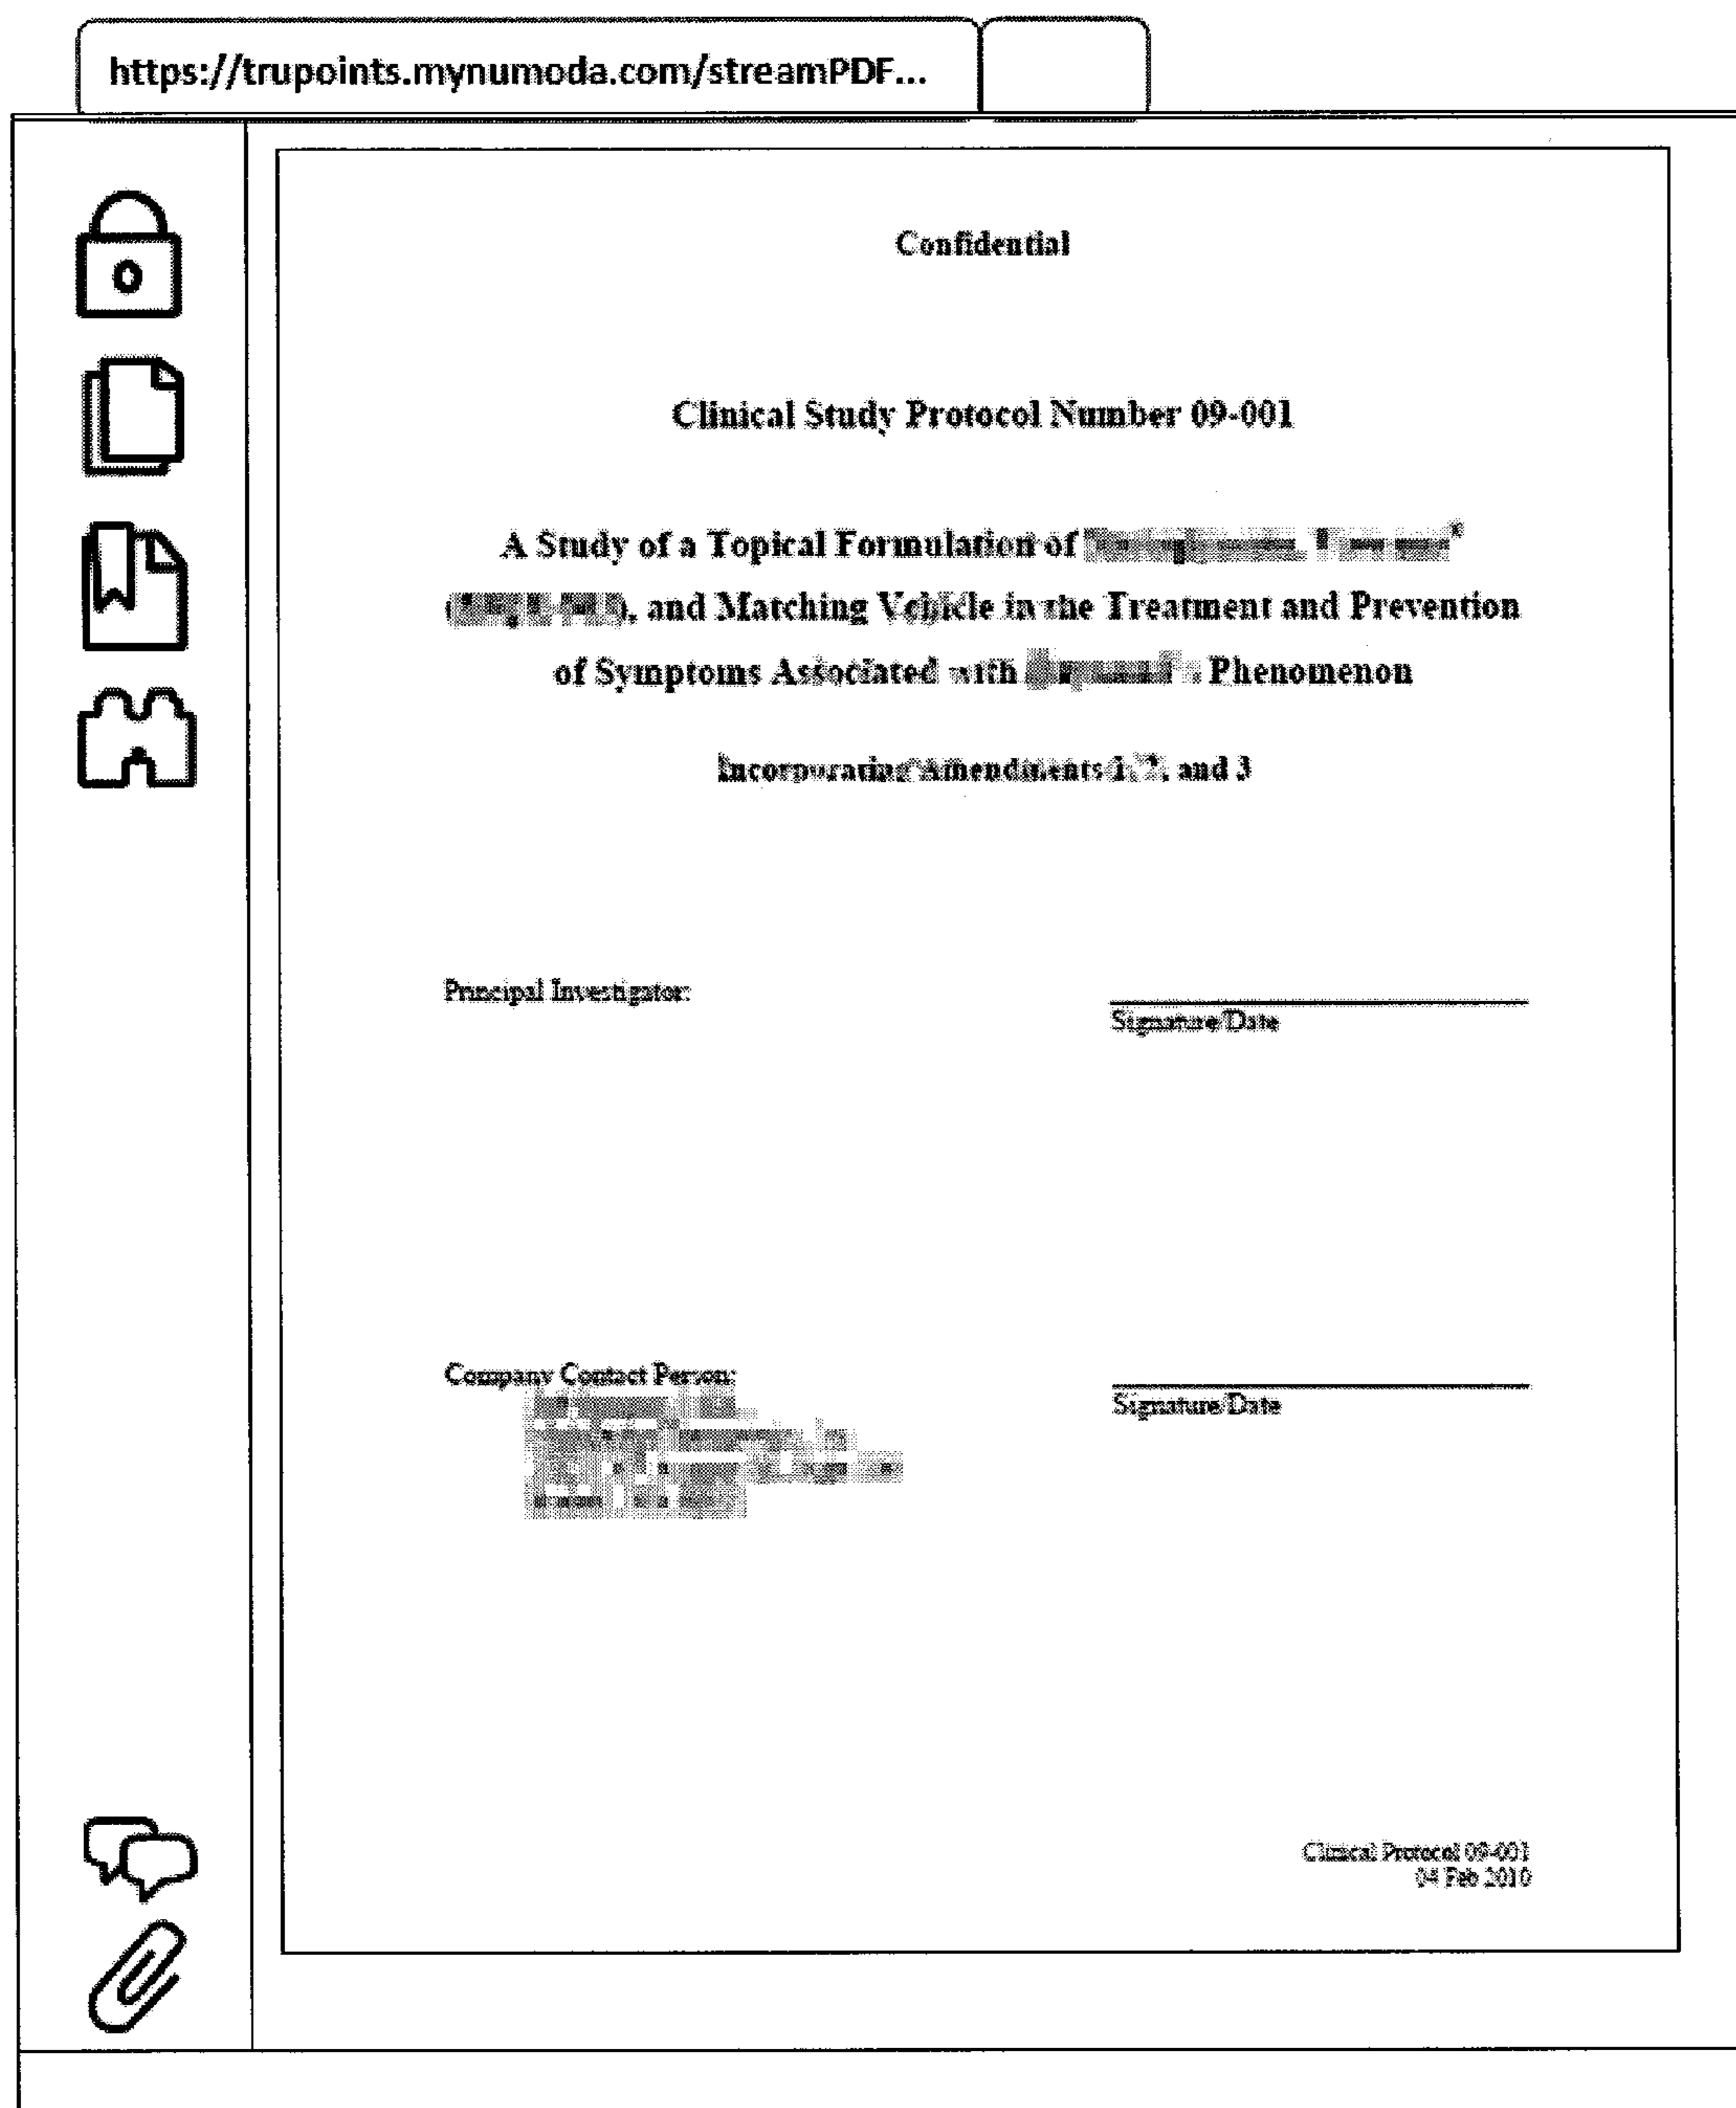 https://trupoints.mynumoda.com/streamPDF...
Confidential
Clinical Study Protocol Number 09-001
A Study of a Topical Formulation of
, and Matching Vehicle in the Treatment and Prevention
of Symptoms Associated with Phenomenon
Incorporating Amendments 1, 2, and 3
Principal Investigator:
Signature/Date
Company Contact Person:
Signature/Date
Clinical Protocol 09-001
04 Feb 2010